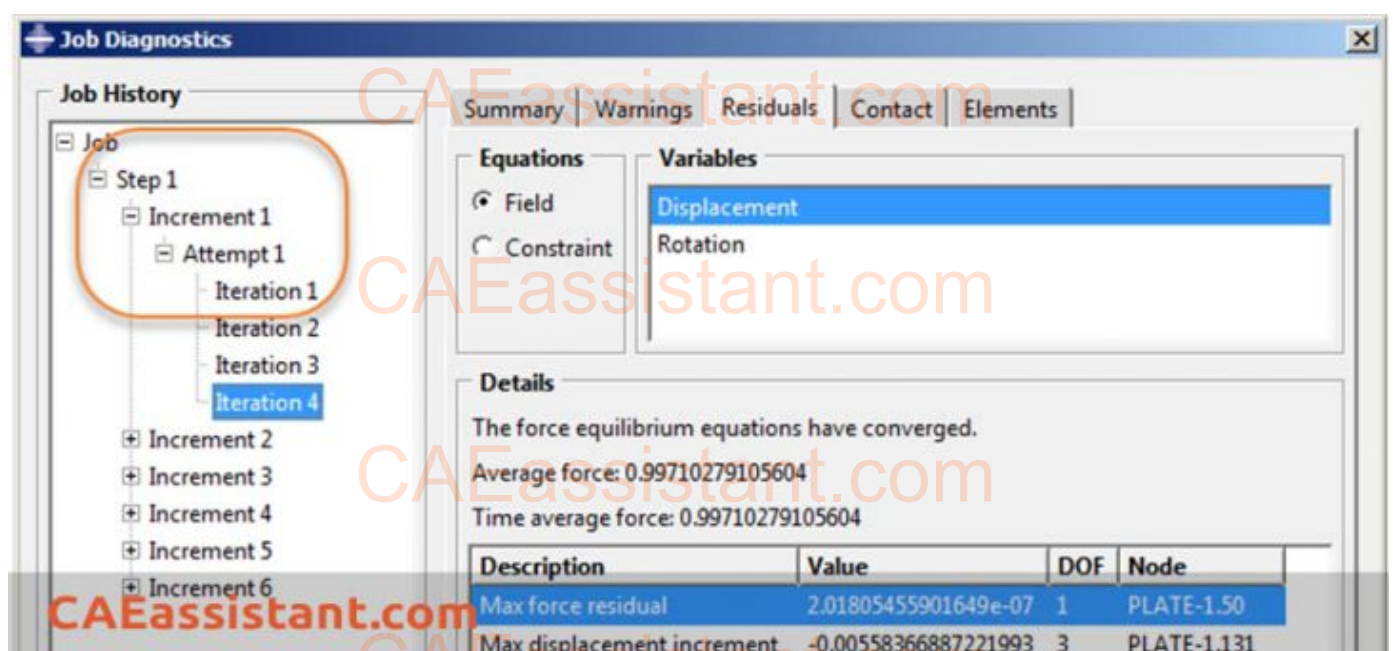 Job Diagnostics
Job History
Job
Step 1
Increment 1
Attempt 1
Iteration 1
Iteration 2
Iteration 3
Iteration 4
Increment 2
Increment 3
Increment 4
Increment 5
Increment 6
Summary Warnings Residuals Contact Elements
Equations
Field
Constraint
Variables
Displacement
Rotation
Details
The force equilibrium equations have converged.
Average force: 0.99710279105604
Time average force: 0.99710279105604
Description Value DOF Node
Max force residual 2.01805455901649e-07 1 PLATE-1.50
Max displacement increment -0.00558366887221993 3 PLATE-1.131
CAEassistant.com
CAEassistant.com
CAEassistant.com
CAEassistant.com